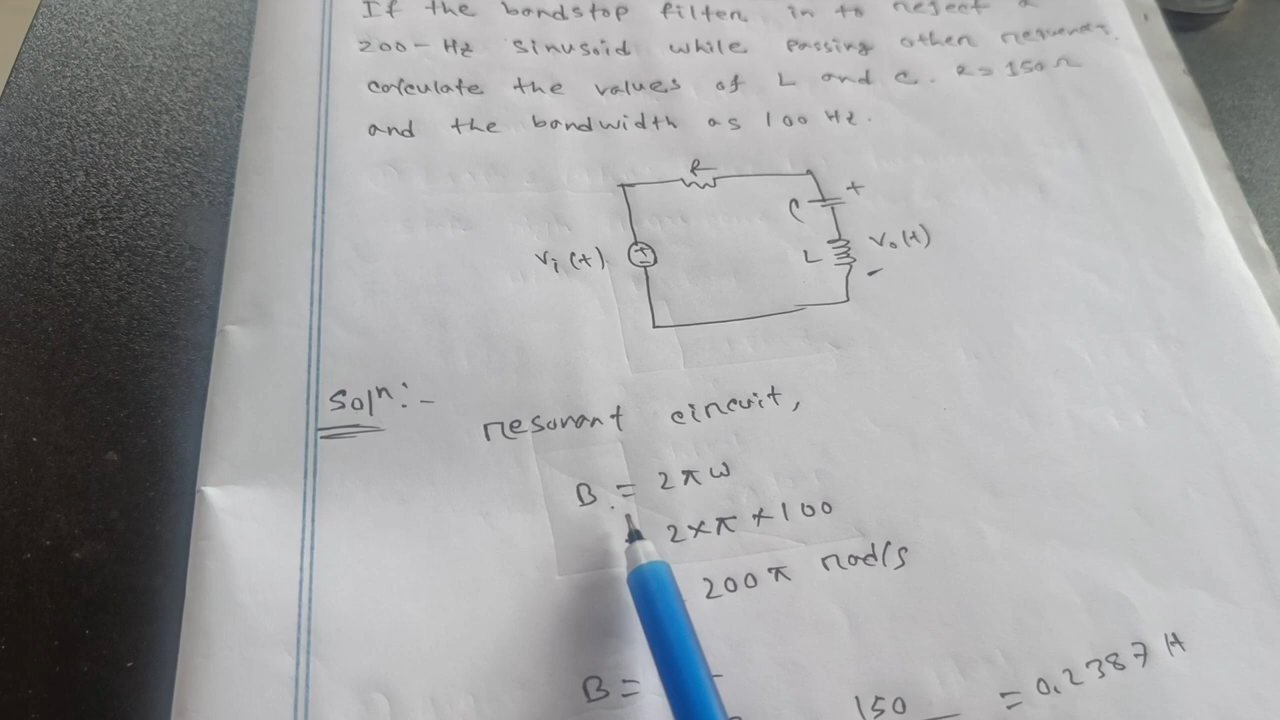 If the bandstop filter in to reject a
200-Hz sinusoid while passing other frequencies,
calculate the values of L and C. R = 150 Ω
and the bandwidth as 100 Hz.
R
C +
Vi(t) + - L Vo(t)
-
Solⁿ:-
resonant circuit,
B = 2πω
2×π×100
200π rad/s
B =
150 = 0.2387 H